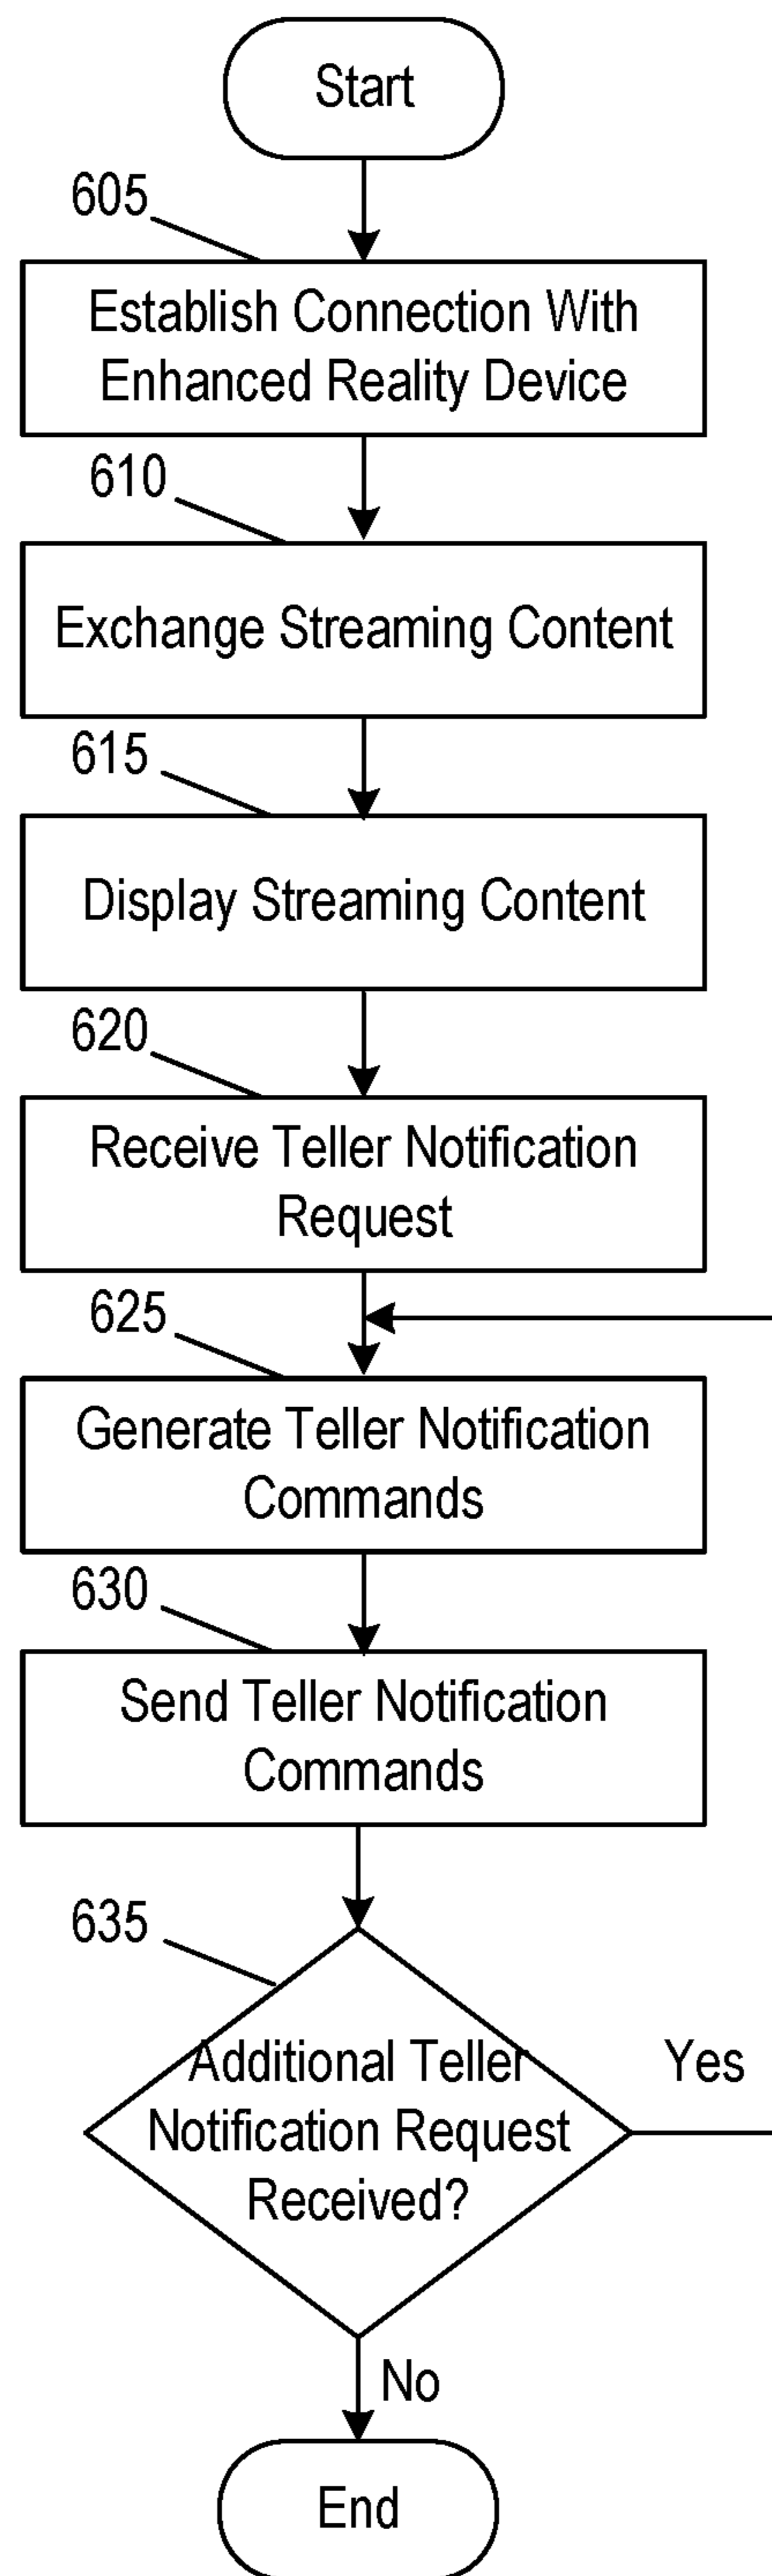 Start
605
Establish Connection With
Enhanced Reality Device
610
Exchange Streaming Content
615
Display Streaming Content
620
Receive Teller Notification
Request
625
Generate Teller Notification
Commands
630
Send Teller Notification
Commands
635
Additional Teller
Notification Request
Received?
Yes
No
End